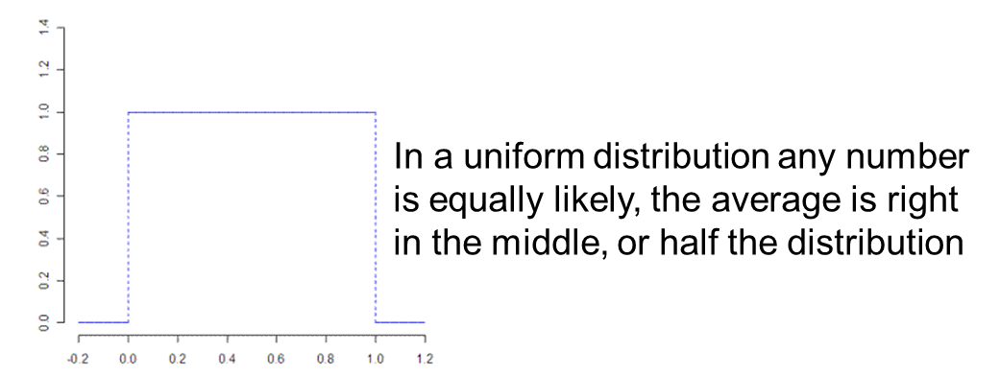 1.4
1.2
1.0
0.8
0.6
0.4
0.2
0.0
-0.2 0.0 0.2 0.4 0.6 0.8 1.0 1.2
In a uniform distribution any number
is equally likely, the average is right
in the middle, or half the distribution